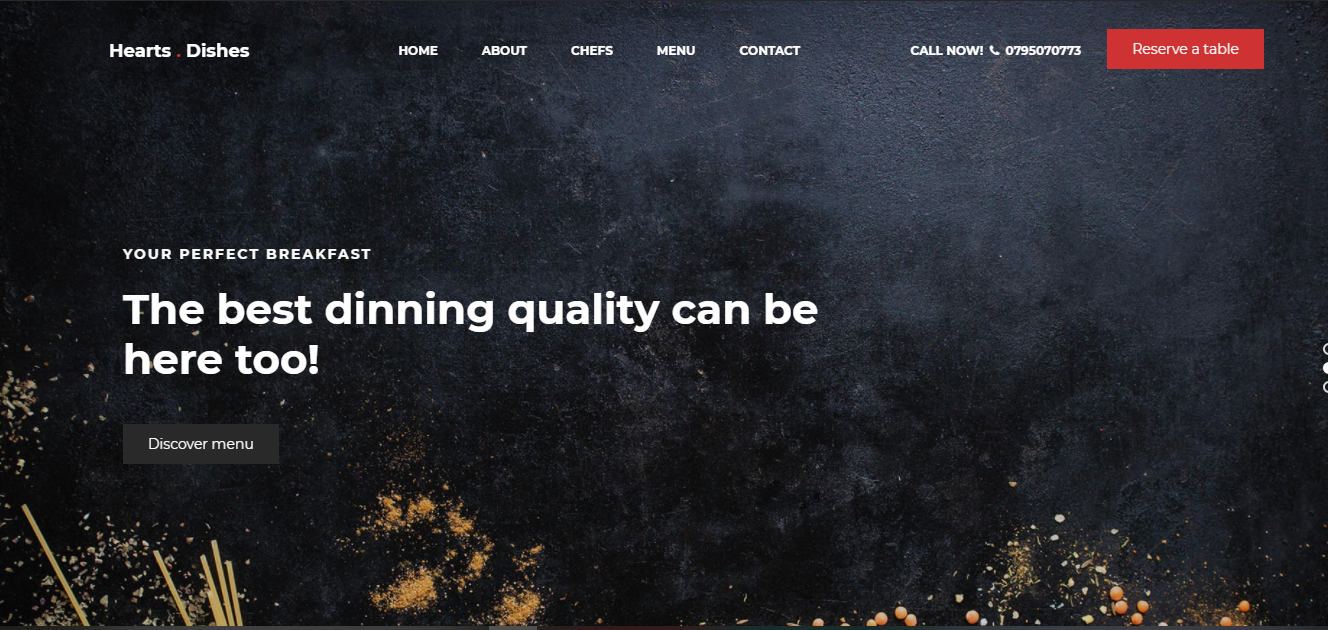 Hearts . Dishes
HOME
ABOUT
CHEFS
MENU
CONTACT
CALL NOW! 0795070773
Reserve a table
YOUR PERFECT BREAKFAST
The best dinning quality can be
here too!
Discover menu